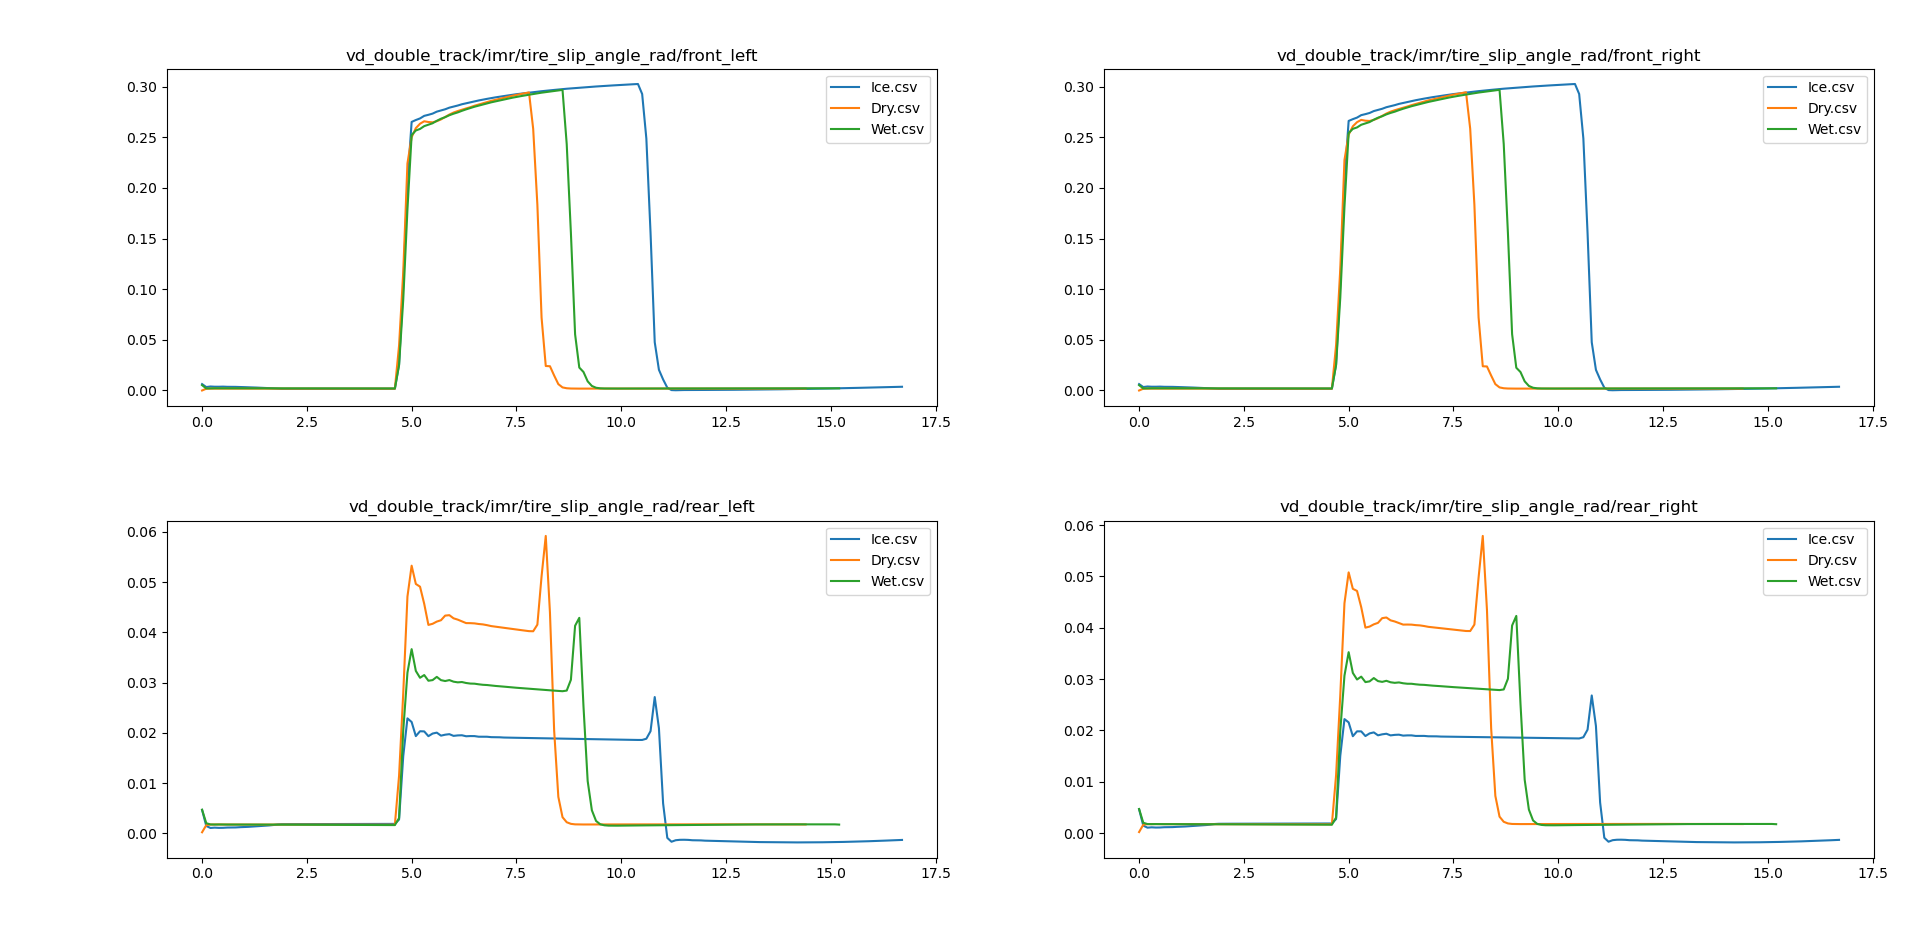 vd_double_track/imr/tire_slip_angle_rad/front_left
0.30
0.25
0.20
0.15
0.10
0.05
0.00
0.0 2.5 5.0 7.5 10.0 12.5 15.0 17.5
Ice.csv
Dry.csv
Wet.csv
vd_double_track/imr/tire_slip_angle_rad/front_right
0.30
0.25
0.20
0.15
0.10
0.05
0.00
0.0 2.5 5.0 7.5 10.0 12.5 15.0 17.5
Ice.csv
Dry.csv
Wet.csv
vd_double_track/imr/tire_slip_angle_rad/rear_left
0.06
0.05
0.04
0.03
0.02
0.01
0.00
0.0 2.5 5.0 7.5 10.0 12.5 15.0 17.5
Ice.csv
Dry.csv
Wet.csv
vd_double_track/imr/tire_slip_angle_rad/rear_right
0.06
0.05
0.04
0.03
0.02
0.01
0.00
0.0 2.5 5.0 7.5 10.0 12.5 15.0 17.5
Ice.csv
Dry.csv
Wet.csv